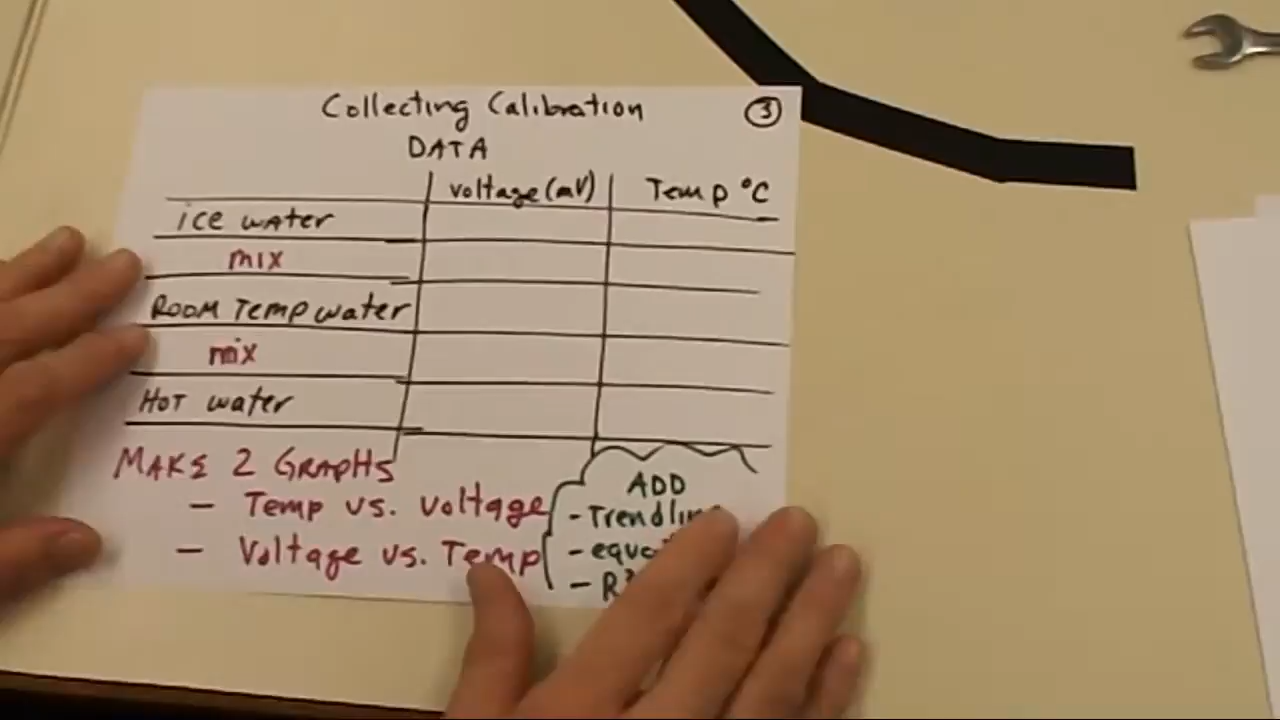 Collecting Calibration ③
DATA
voltage (mV) Temp °C
ice water
mix
Room Temp water
mix
Hot water
MAKE 2 GRAPHS
- Temp vs. voltage
- Voltage vs. Temp
ADD
-
-
-